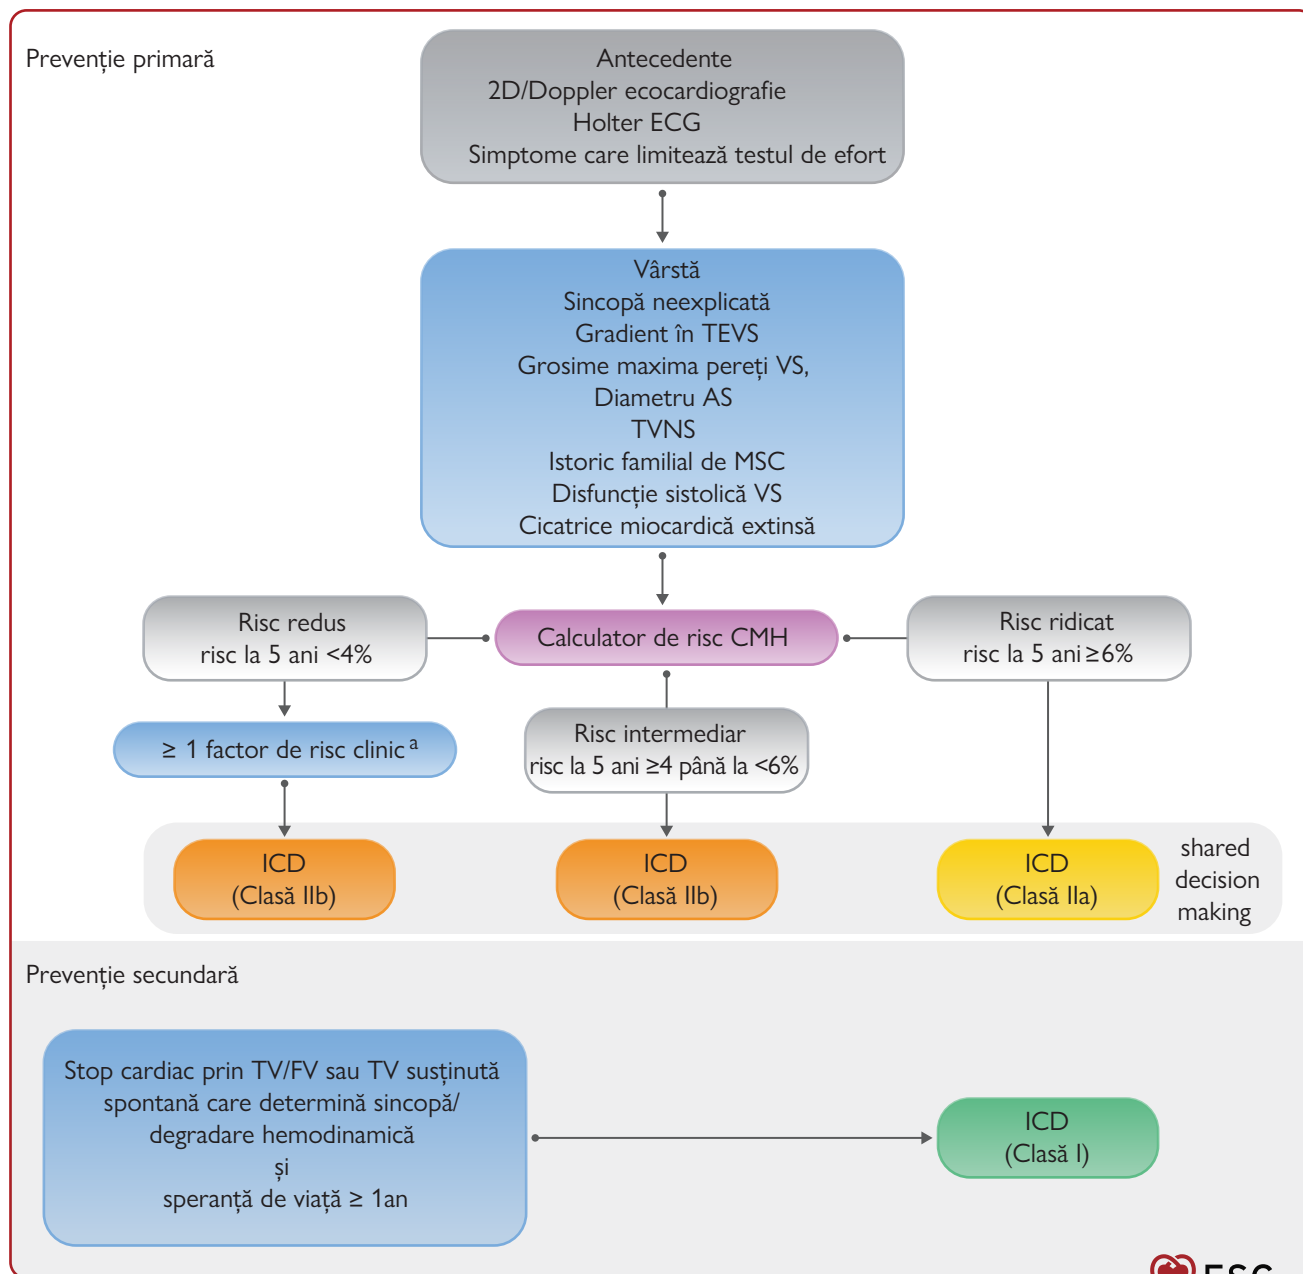 Prevenție primară
Antecedente
2D/Doppler ecocardiografie
Holter ECG
Simptome care limitează testul de efort
Vârstă
Sincopă neexplicată
Gradient în TEVS
Grosime maxima pereți VS,
Diametru AS
TVNS
Istoric familial de MSC
Disfuncție sistolică VS
Cicatrice miocardică extinsă
Risc redus
risc la 5 ani <4%
Calculator de risc CMH
Risc ridicat
risc la 5 ani ≥6%
≥ 1 factor de risc clinic a
Risc intermediar
risc la 5 ani ≥4 până la <6%
ICD
(Clasă IIb)
ICD
(Clasă IIb)
ICD
(Clasă IIa)
shared
decision
making
Prevenție secundară
Stop cardiac prin TV/FV sau TV susținută
spontană care determină sincopă/
degradare hemodinamică
și
speranță de viață ≥ 1an
ICD
(Clasă I)
ESC